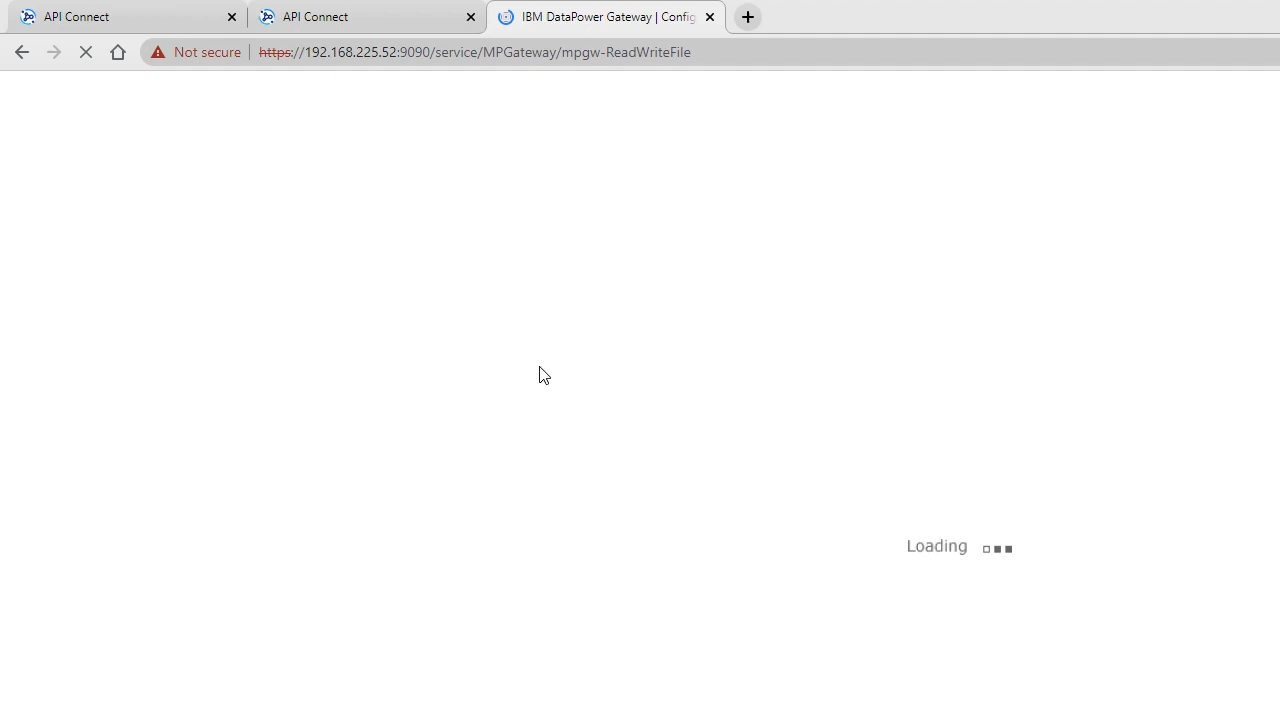 API Connect
API Connect
IBM DataPower Gateway | Config
Not secure
https://192.168.225.52:9090/service/MPGateway/mpgw-ReadWriteFile
Loading